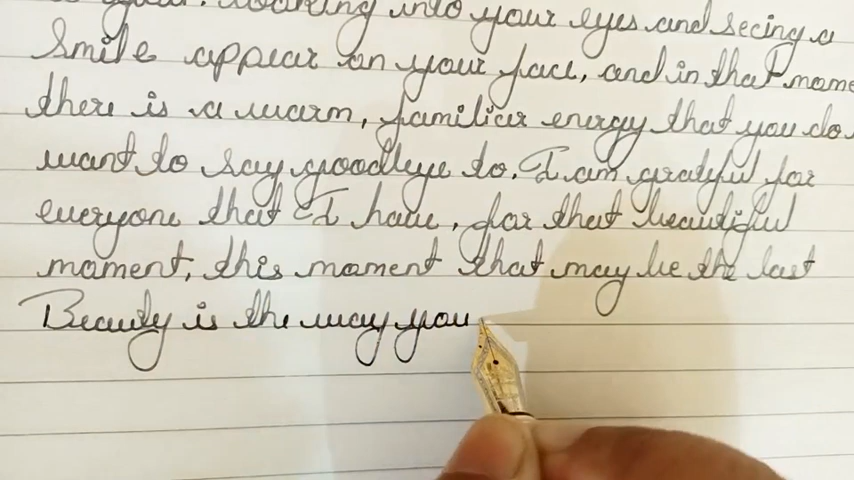 your. Looking into your eyes and seeing a
Smile appear on your face, and in that mome
there is a warm, familiar energy that you do
want to say goodbye to. I am grateful for
everyone that I have, for that beautiful
moment, this moment that may be the last
Beauty is the way you